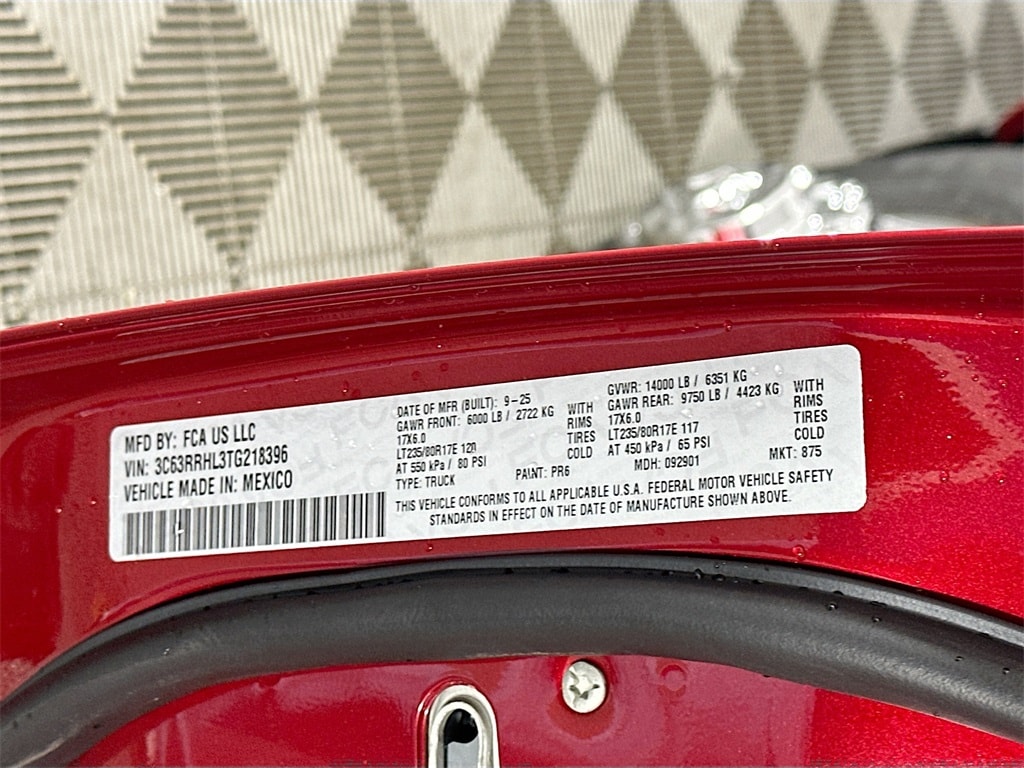 MFD BY: FCA US LLC
VIN: 3C63RRHL3TG218396
VEHICLE MADE IN: MEXICO
DATE OF MFR (BUILT): 9-25
GAWR FRONT: 6000 LB / 2722 KG
17X6.0
LT235/80R17E 120
AT 550 kPa / 80 PSI
TYPE: TRUCK
WITH
RIMS
TIRES
COLD
PAINT: PR6
GVWR: 14000 LB / 6351 KG
GAWR REAR: 9750 LB / 4423 KG
17X6.0
LT235/80R17E 117
AT 450 kPa / 65 PSI
MDH: 092901
WITH
RIMS
TIRES
COLD
MKT: 875
THIS VEHICLE CONFORMS TO ALL APPLICABLE U.S.A. FEDERAL MOTOR VEHICLE SAFETY
STANDARDS IN EFFECT ON THE DATE OF MANUFACTURE SHOWN ABOVE.